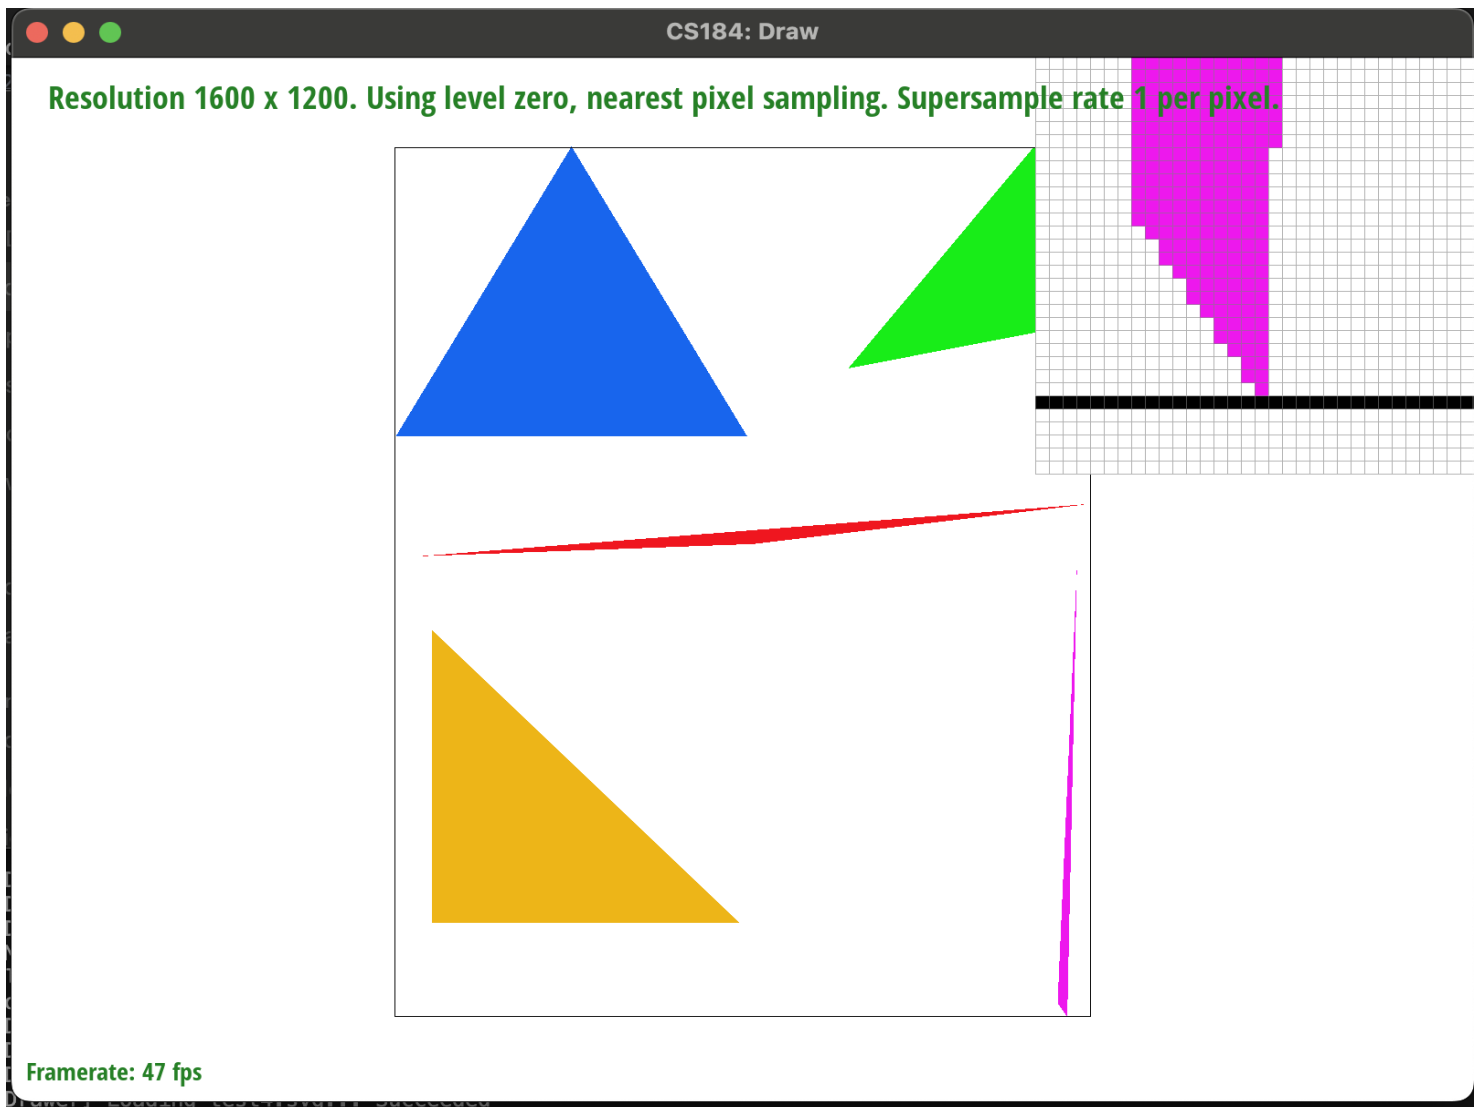 CS184: Draw
Resolution 1600 x 1200. Using level zero, nearest pixel sampling. Supersample rate 1 per pixel.
Framerate: 47 fps